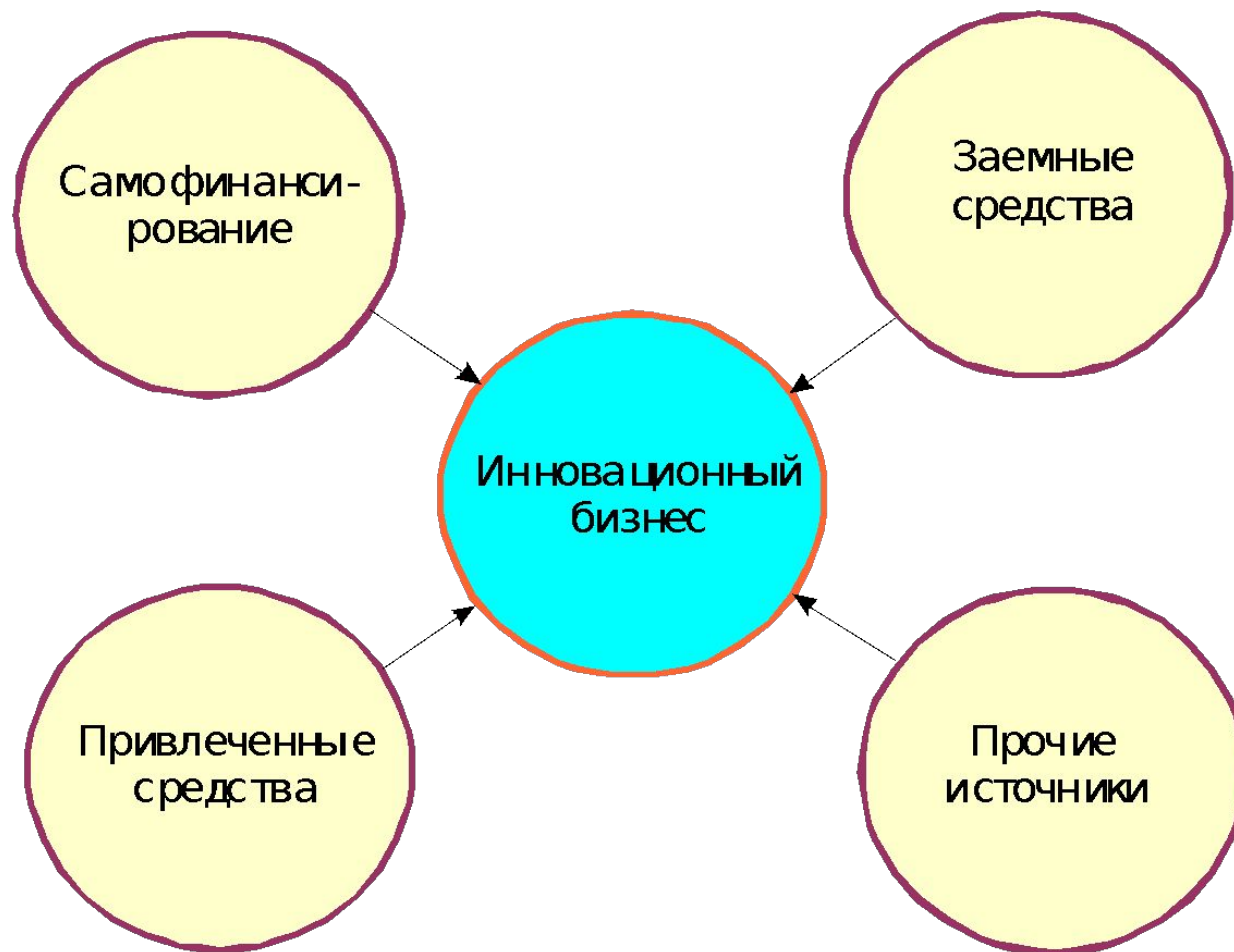 Самофинанси-
рование
Заемные
средства
Инновационный
бизнес
Привлеченные
средства
Прочие
источники